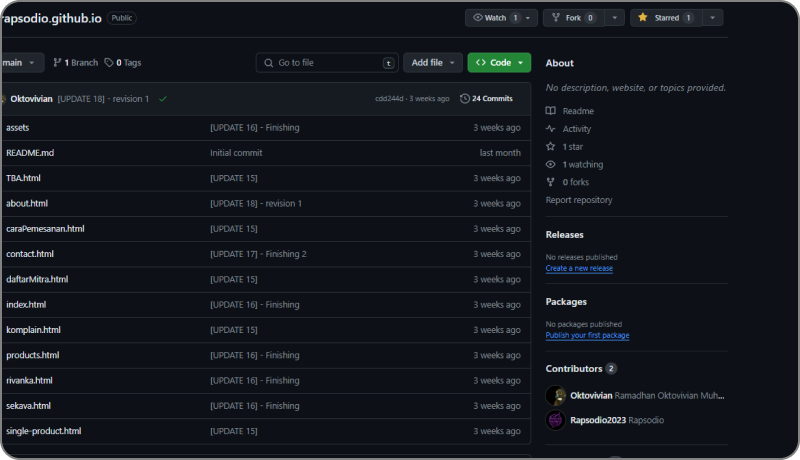 rapsodio.github.io Public Watch 1 Fork 0 Starred 1
main 1 Branch 0 Tags Go to file t Add file Code
Oktovivian [UPDATE 18] - revision 1 cdd244d · 3 weeks ago 24 Commits
assets [UPDATE 16] - Finishing 3 weeks ago
README.md Initial commit last month
TBA.html [UPDATE 15] 3 weeks ago
about.html [UPDATE 18] - revision 1 3 weeks ago
caraPemesanan.html [UPDATE 15] 3 weeks ago
contact.html [UPDATE 17] - Finishing 2 3 weeks ago
daftarMitra.html [UPDATE 15] 3 weeks ago
index.html [UPDATE 16] - Finishing 3 weeks ago
komplain.html [UPDATE 15] 3 weeks ago
products.html [UPDATE 16] - Finishing 3 weeks ago
rivanka.html [UPDATE 16] - Finishing 3 weeks ago
sekava.html [UPDATE 16] - Finishing 3 weeks ago
single-product.html [UPDATE 15] 3 weeks ago
About
No description, website, or topics provided.
Readme
Activity
1 star
1 watching
0 forks
Report repository
Releases
No releases published
Create a new release
Packages
No packages published
Publish your first package
Contributors 2
Oktovivian Ramadhan Oktovivian Muh...
Rapsodio2023 Rapsodio